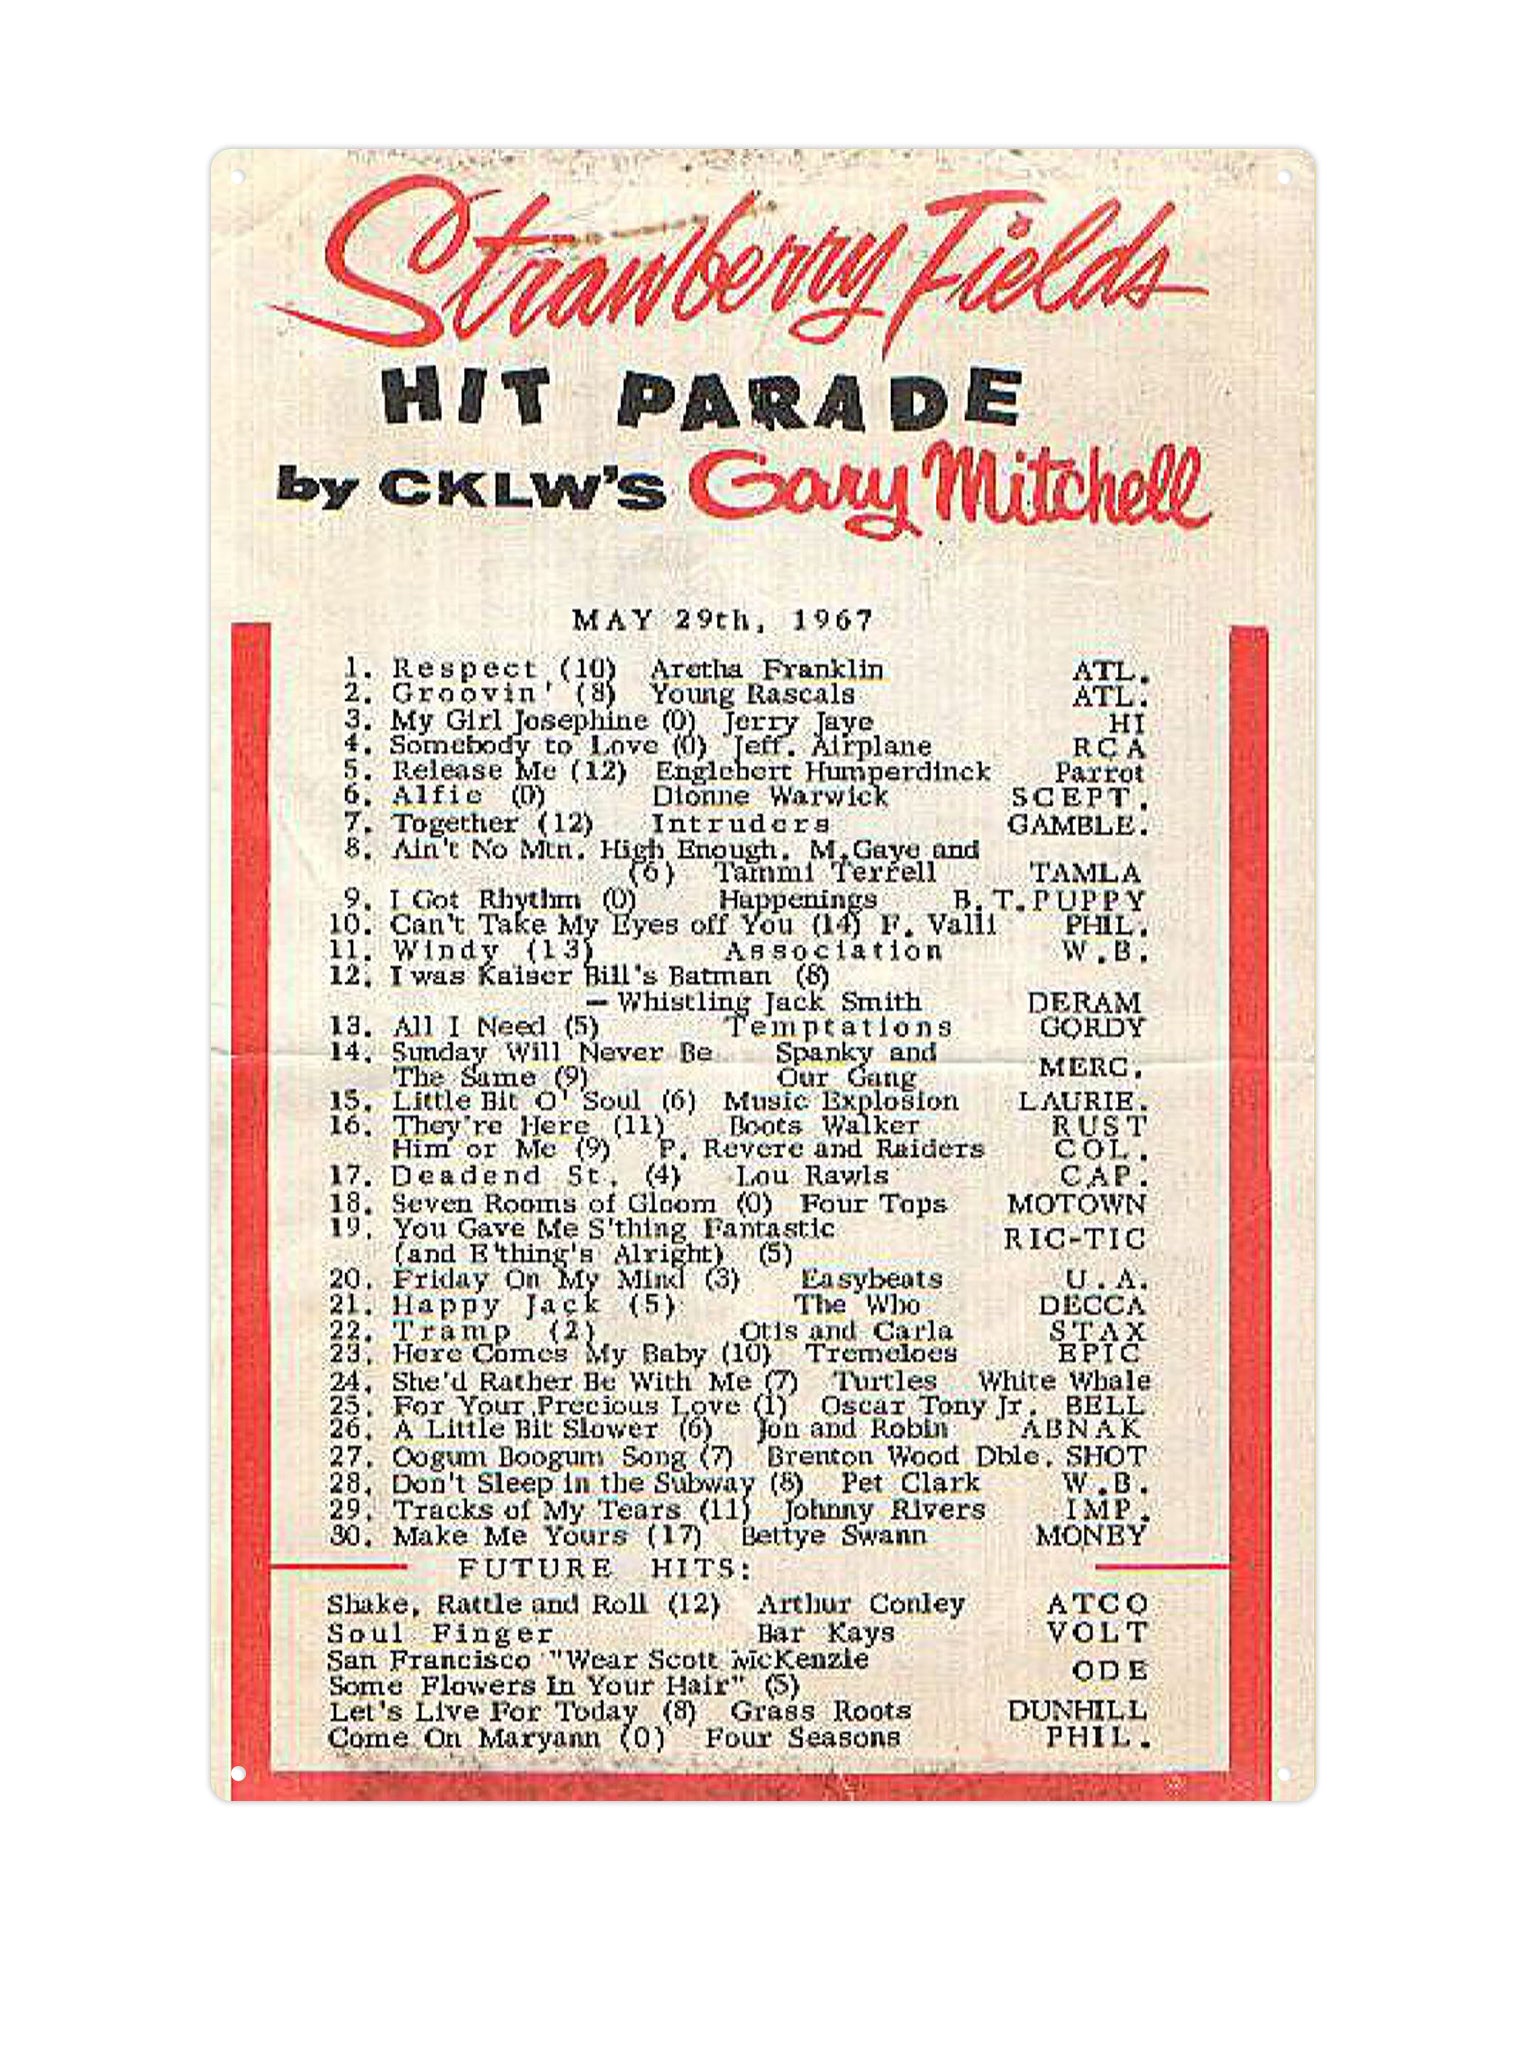 Strawberry Fields
HIT PARADE
by CKLW's Gary Mitchell
MAY 29th, 1967
1. Respect (10) Aretha Franklin ATL.
2. Groovin' (8) Young Rascals ATL.
3. My Girl Josephine (0) Jerry Jaye HI
4. Somebody to Love (0) Jeff. Airplane RCA
5. Release Me (12) Englebert Humperdinck Parrot
6. Alfie (0) Dionne Warwick SCEPT.
7. Together (12) Intruders GAMBLE.
8. Ain't No Mtn. High Enough. M.Gaye and
(6) Tammi Terrell TAMLA
9. I Got Rhythm (0) Happenings B.T.PUPPY
10. Can't Take My Eyes off You (14) F. Valli PHIL.
11. Windy (13) Association W.B.
12. I was Kaiser Bill's Batman (8)
- Whistling Jack Smith DERAM
13. All I Need (5) Temptations GORDY
14. Sunday Will Never Be Spanky and
The Same (9) Our Gang MERC.
15. Little Bit O' Soul (6) Music Explosion LAURIE.
16. They're Here (11) Boots Walker RUST
Him or Me (9) P. Revere and Raiders COL.
17. Deadend St. (4) Lou Rawls CAP.
18. Seven Rooms of Gloom (0) Four Tops MOTOWN
19. You Gave Me S'thing Fantastic
(and E'thing's Alright) (5) RIC-TIC
20. Friday On My Mind (3) Easybeats U.A.
21. Happy Jack (5) The Who DECCA
22. Tramp (2) Otis and Carla STAX
23. Here Comes My Baby (10) Tremeloes EPIC
24. She'd Rather Be With Me (7) Turtles White Whale
25. For Your Precious Love (1) Oscar Tony Jr. BELL
26. A Little Bit Slower (6) Jon and Robin ABNAK
27. Oogum Boogum Song (7) Brenton Wood Dble. SHOT
28. Don't Sleep in the Subway (8) Pet Clark W.B.
29. Tracks of My Tears (11) Johnny Rivers IMP.
30. Make Me Yours (17) Bettye Swann MONEY
FUTURE HITS:
Shake, Rattle and Roll (12) Arthur Conley ATCO
Soul Finger Bar Kays VOLT
San Francisco "Wear Scott McKenzie
Some Flowers In Your Hair" (5) ODE
Let's Live For Today (8) Grass Roots DUNHILL
Come On Maryann (0) Four Seasons PHIL.